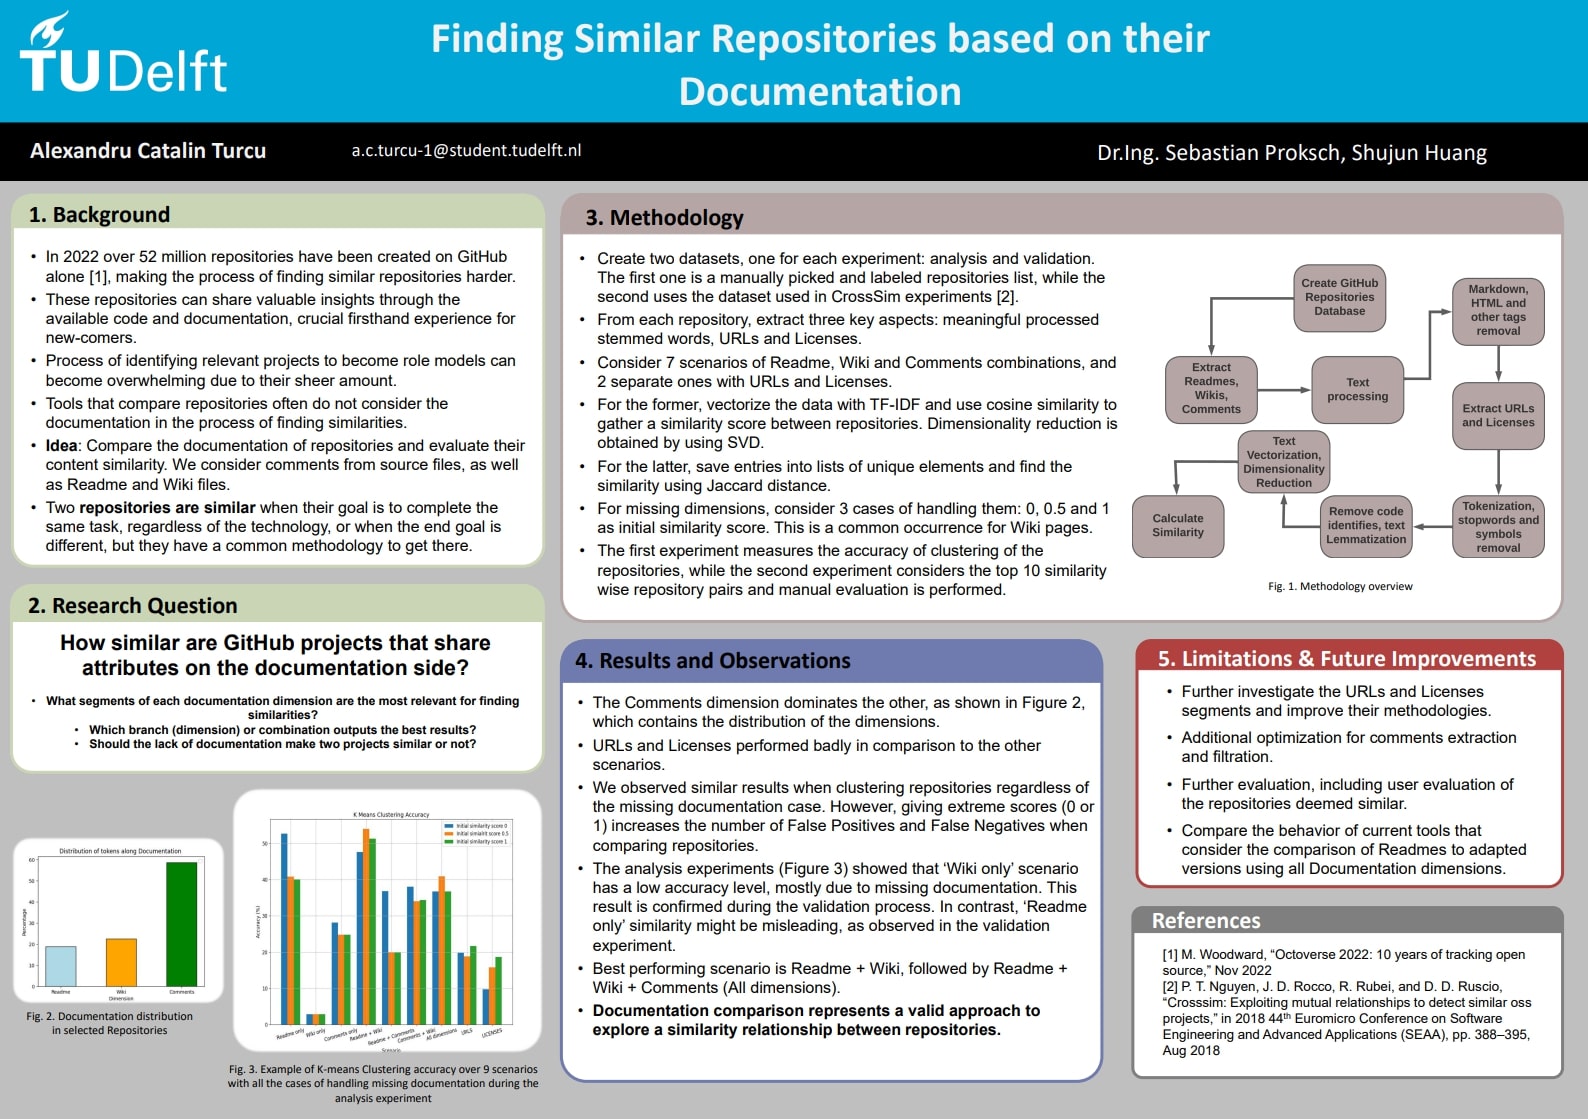 TUDelft
Finding Similar Repositories based on their
Documentation
Alexandru Catalin Turcu
a.c.turcu-1@student.tudelft.nl
Dr.Ing. Sebastian Proksch, Shujun Huang
1. Background
• In 2022 over 52 million repositories have been created on GitHub
alone [1], making the process of finding similar repositories harder.
• These repositories can share valuable insights through the
available code and documentation, crucial firsthand experience for
new-comers.
• Process of identifying relevant projects to become role models can
become overwhelming due to their sheer amount.
• Tools that compare repositories often do not consider the
documentation in the process of finding similarities.
• Idea: Compare the documentation of repositories and evaluate their
content similarity. We consider comments from source files, as well
as Readme and Wiki files.
• Two repositories are similar when their goal is to complete the
same task, regardless of the technology, or when the end goal is
different, but they have a common methodology to get there.
2. Research Question
How similar are GitHub projects that share
attributes on the documentation side?
• What segments of each documentation dimension are the most relevant for finding
similarities?
• Which branch (dimension) or combination outputs the best results?
• Should the lack of documentation make two projects similar or not?
Distribution of tokens along Documentation
Percentage
60
50
40
30
20
10
0
Readme
Wiki
Comments
Dimension
Fig. 2. Documentation distribution
in selected Repositories
K Means Clustering Accuracy
Initial similarity score 0
Initial similarit score 0.5
Initial similarity score 1
Accuracy (%)
50
40
30
20
10
0
Readme only
Wiki only
Comments only
Readme + Wiki
Readme + Comments
Comments + Wiki
All dimensions
URLS
LICENSES
Scenario
Fig. 3. Example of K-means Clustering accuracy over 9 scenarios
with all the cases of handling missing documentation during the
analysis experiment
3. Methodology
• Create two datasets, one for each experiment: analysis and validation.
The first one is a manually picked and labeled repositories list, while the
second uses the dataset used in CrossSim experiments [2].
• From each repository, extract three key aspects: meaningful processed
stemmed words, URLs and Licenses.
• Consider 7 scenarios of Readme, Wiki and Comments combinations, and
2 separate ones with URLs and Licenses.
• For the former, vectorize the data with TF-IDF and use cosine similarity to
gather a similarity score between repositories. Dimensionality reduction is
obtained by using SVD.
• For the latter, save entries into lists of unique elements and find the
similarity using Jaccard distance.
• For missing dimensions, consider 3 cases of handling them: 0, 0.5 and 1
as initial similarity score. This is a common occurrence for Wiki pages.
• The first experiment measures the accuracy of clustering of the
repositories, while the second experiment considers the top 10 similarity
wise repository pairs and manual evaluation is performed.
Create GitHub
Repositories
Database
Extract
Readmes,
Wikis,
Comments
Text
processing
Markdown,
HTML and
other tags
removal
Extract URLs
and Licenses
Tokenization,
stopwords and
symbols
removal
Remove code
identifies, text
Lemmatization
Text
Vectorization,
Dimensionality
Reduction
Calculate
Similarity
Fig. 1. Methodology overview
4. Results and Observations
• The Comments dimension dominates the other, as shown in Figure 2,
which contains the distribution of the dimensions.
• URLs and Licenses performed badly in comparison to the other
scenarios.
• We observed similar results when clustering repositories regardless of
the missing documentation case. However, giving extreme scores (0 or
1) increases the number of False Positives and False Negatives when
comparing repositories.
• The analysis experiments (Figure 3) showed that ‘Wiki only’ scenario
has a low accuracy level, mostly due to missing documentation. This
result is confirmed during the validation process. In contrast, ‘Readme
only’ similarity might be misleading, as observed in the validation
experiment.
• Best performing scenario is Readme + Wiki, followed by Readme +
Wiki + Comments (All dimensions).
• Documentation comparison represents a valid approach to
explore a similarity relationship between repositories.
5. Limitations & Future Improvements
• Further investigate the URLs and Licenses
segments and improve their methodologies.
• Additional optimization for comments extraction
and filtration.
• Further evaluation, including user evaluation of
the repositories deemed similar.
• Compare the behavior of current tools that
consider the comparison of Readmes to adapted
versions using all Documentation dimensions.
References
[1] M. Woodward, “Octoverse 2022: 10 years of tracking open
source,” Nov 2022
[2] P. T. Nguyen, J. D. Rocco, R. Rubei, and D. D. Ruscio,
“Crosssim: Exploiting mutual relationships to detect similar oss
projects,” in 2018 44th Euromicro Conference on Software
Engineering and Advanced Applications (SEAA), pp. 388–395,
Aug 2018